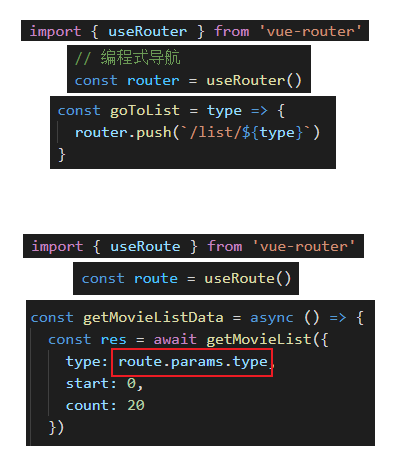 import { useRouter } from 'vue-router'
// 编程式导航
const router = useRouter()
const goToList = type => {
router.push(`/list/${type}`)
}
import { useRoute } from 'vue-router'
const route = useRoute()
const getMovieListData = async () => {
const res = await getMovieList({
type: route.params.type,
start: 0,
count: 20
})